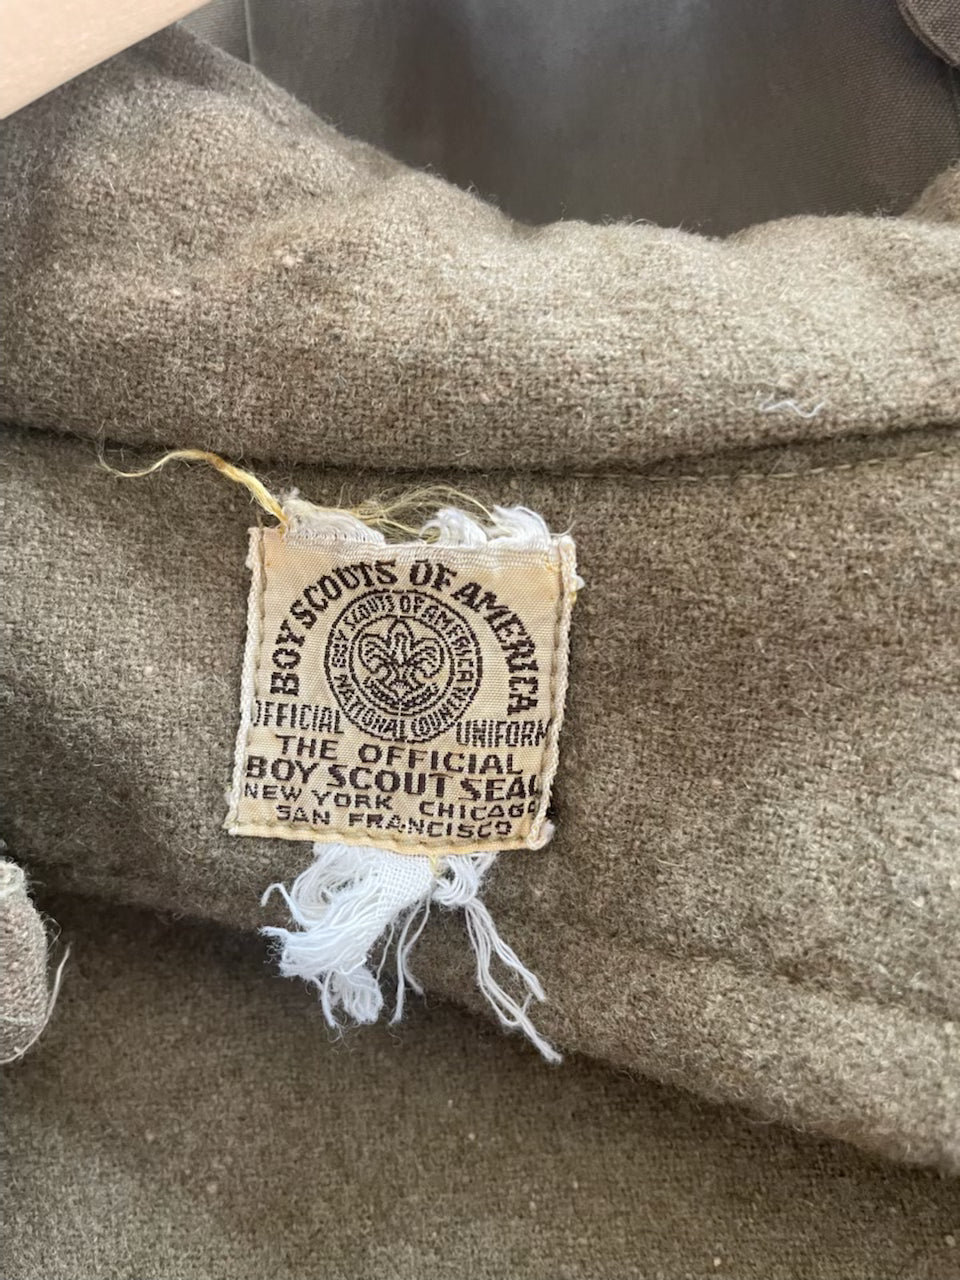 BOY SCOUTS OF AMERICA
BOY SCOUTS OF AMERICA
NATIONAL COUNCIL
OFFICIAL UNIFORM
THE OFFICIAL
BOY SCOUT SEAL
NEW YORK CHICAGO
SAN FRANCISCO